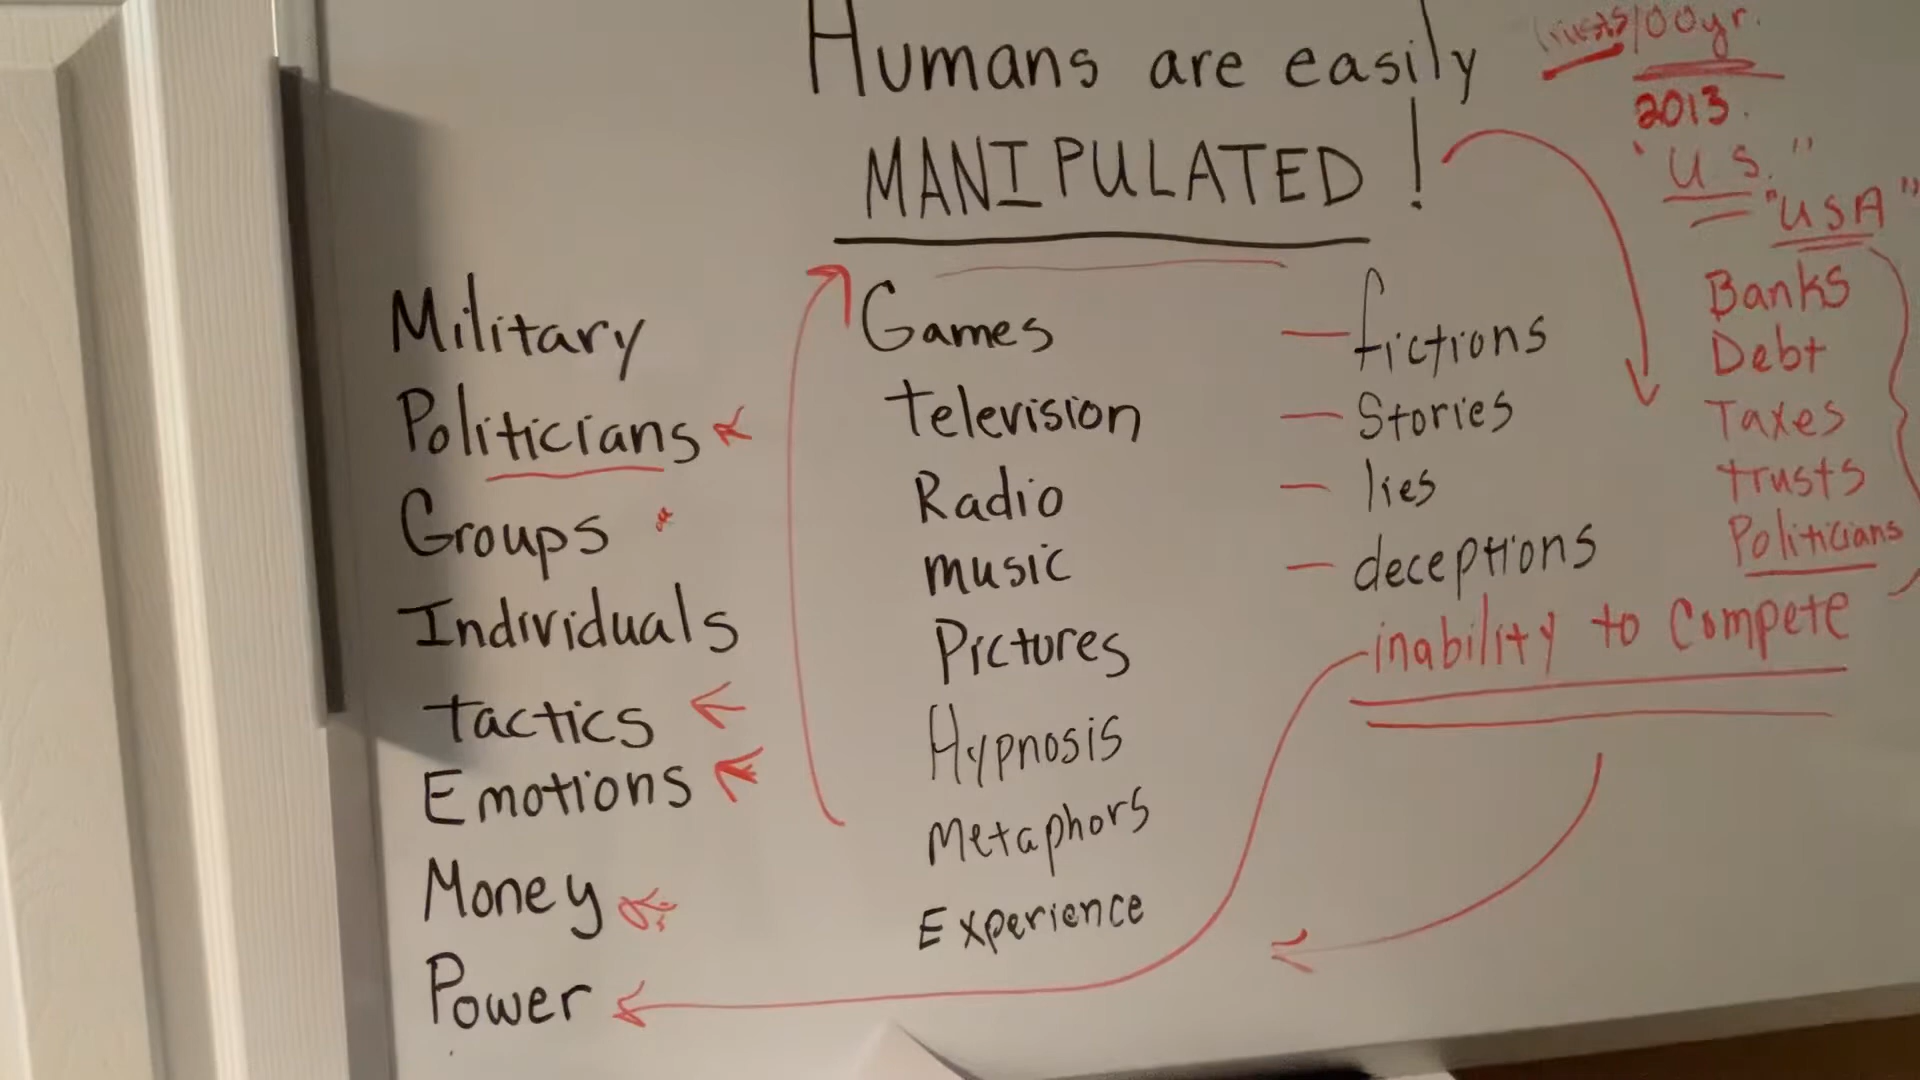 Humans are easily
MANIPULATED !
Military
Politicians
Groups
Individuals
Tactics
Emotions
Money
Power
Games
Television
Radio
music
Pictures
Hypnosis
Metaphors
Experience
- fictions
- Stories
- lies
- deceptions
inability to Compete
100yr.
2013.
"U.S."
"USA"
Banks
Debt
Taxes
trusts
Politicians